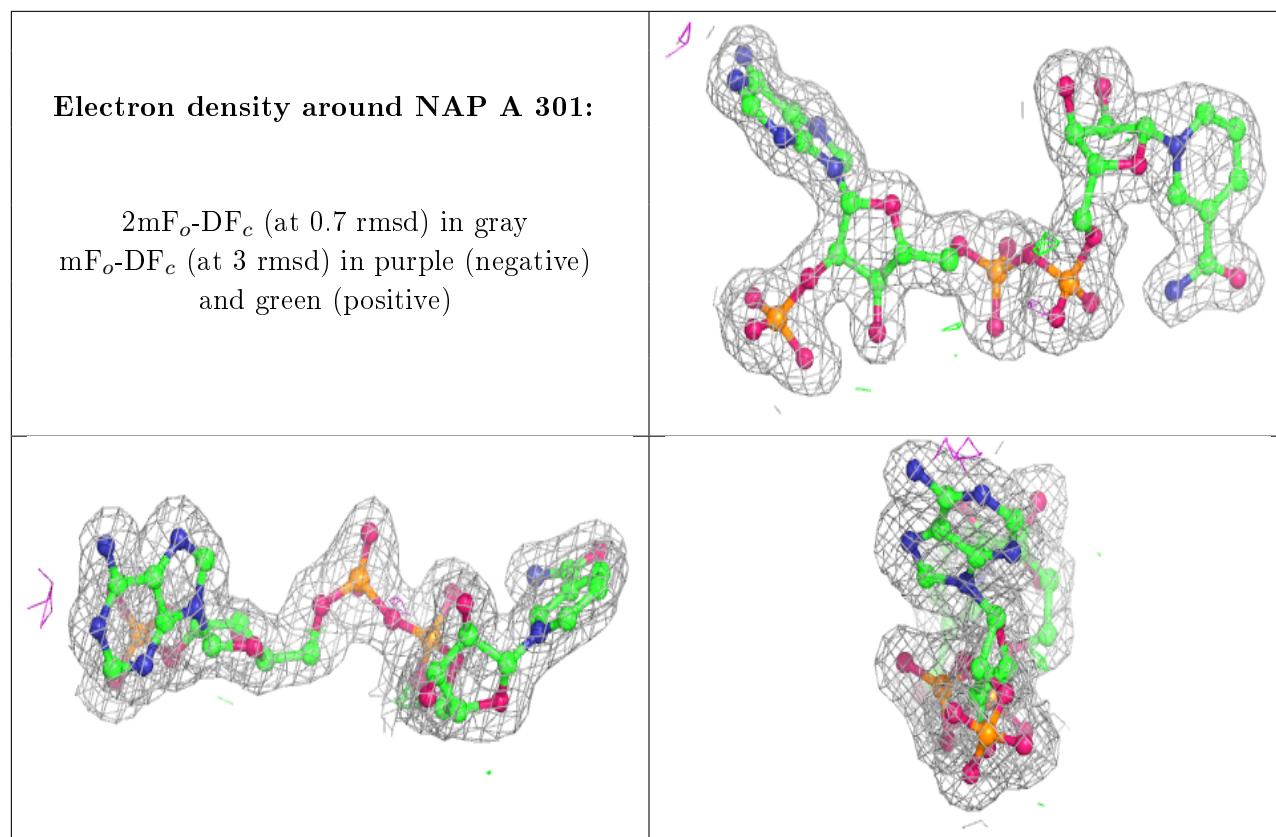 Electron density around NAP A 301:
2mFₒ-DF𝒸 (at 0.7 rmsd) in gray
mFₒ-DF𝒸 (at 3 rmsd) in purple (negative)
and green (positive)